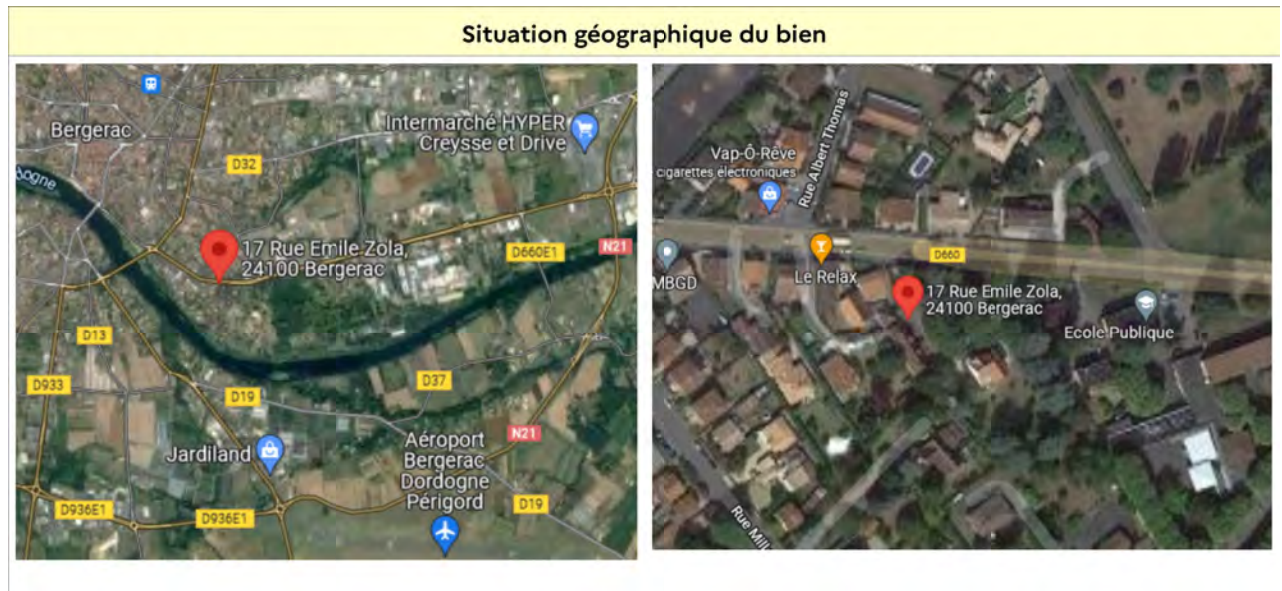 Situation géographique du bien
Bergerac
Intermarché HYPER
Creysse et Drive
D32
17 Rue Emile Zola,
24100 Bergerac
D660E1
N21
D13
D37
D933
D19
N21
Jardiland
Aéroport
Bergerac
Dordogne
Périgord
D19
D936E1
D936E1
Vap-Ô-Rêve
cigarettes électroniques
Rue Albert Thomas
D660
MBGD
Le Relax
17 Rue Emile Zola,
24100 Bergerac
Ecole Publique
Rue